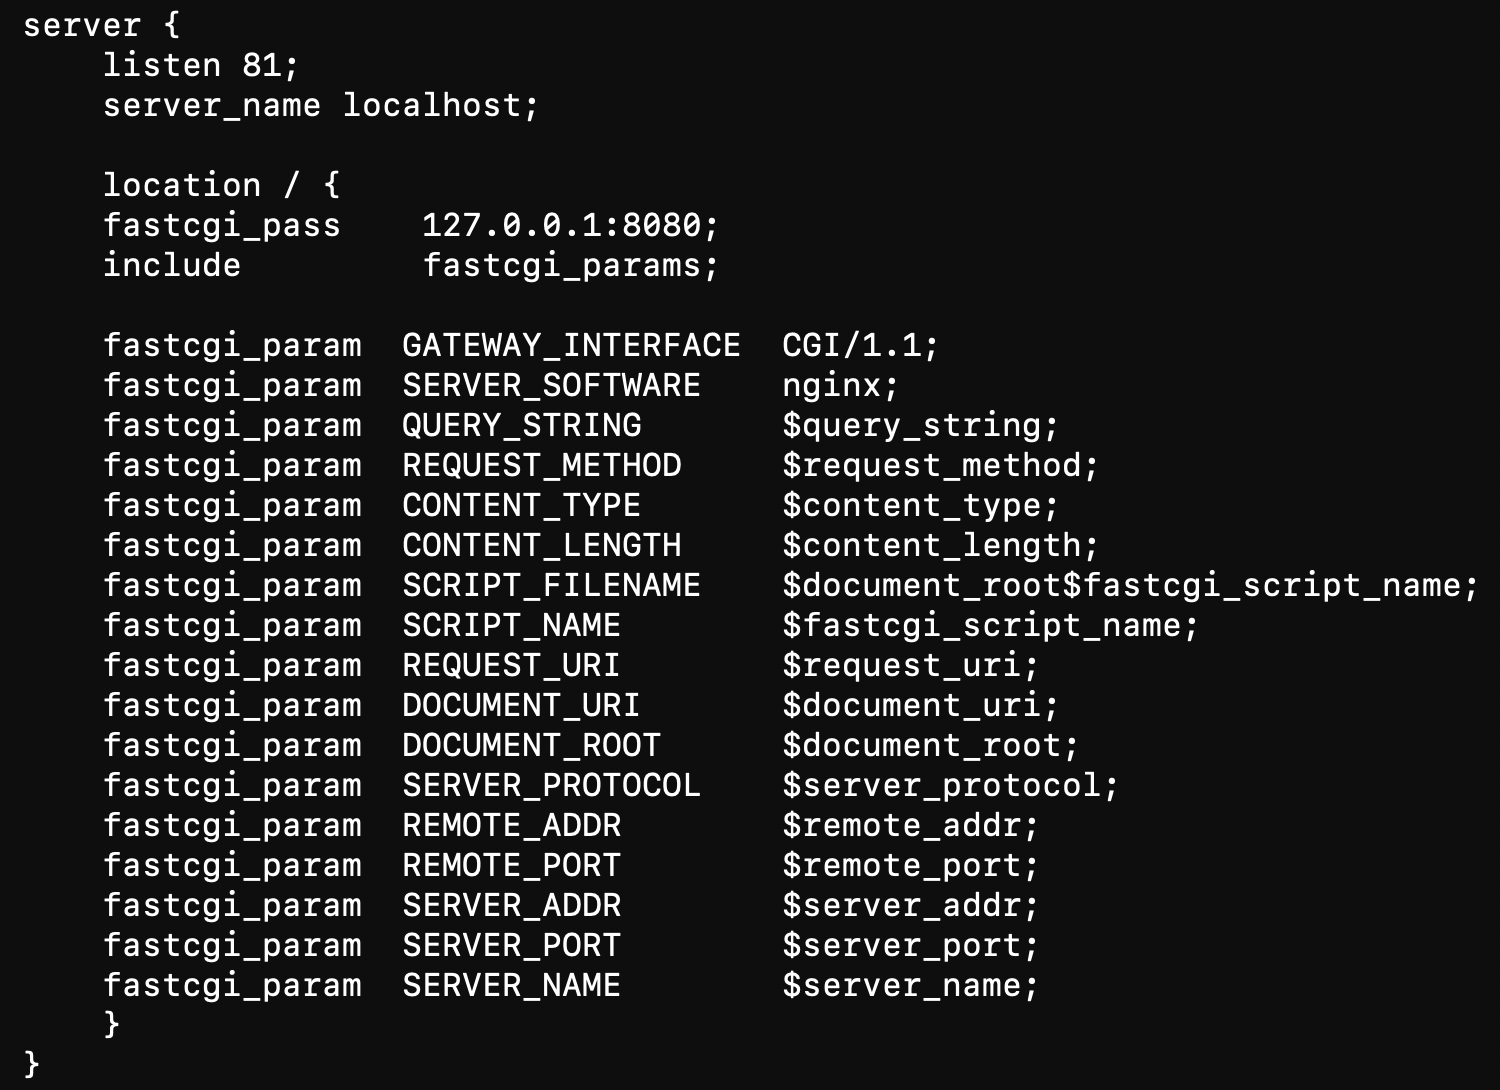 server {
    listen 81;
    server_name localhost;

    location / {
    fastcgi_pass    127.0.0.1:8080;
    include         fastcgi_params;

    fastcgi_param  GATEWAY_INTERFACE  CGI/1.1;
    fastcgi_param  SERVER_SOFTWARE    nginx;
    fastcgi_param  QUERY_STRING       $query_string;
    fastcgi_param  REQUEST_METHOD     $request_method;
    fastcgi_param  CONTENT_TYPE       $content_type;
    fastcgi_param  CONTENT_LENGTH     $content_length;
    fastcgi_param  SCRIPT_FILENAME    $document_root$fastcgi_script_name;
    fastcgi_param  SCRIPT_NAME        $fastcgi_script_name;
    fastcgi_param  REQUEST_URI        $request_uri;
    fastcgi_param  DOCUMENT_URI       $document_uri;
    fastcgi_param  DOCUMENT_ROOT      $document_root;
    fastcgi_param  SERVER_PROTOCOL    $server_protocol;
    fastcgi_param  REMOTE_ADDR        $remote_addr;
    fastcgi_param  REMOTE_PORT        $remote_port;
    fastcgi_param  SERVER_ADDR        $server_addr;
    fastcgi_param  SERVER_PORT        $server_port;
    fastcgi_param  SERVER_NAME        $server_name;
    }
}